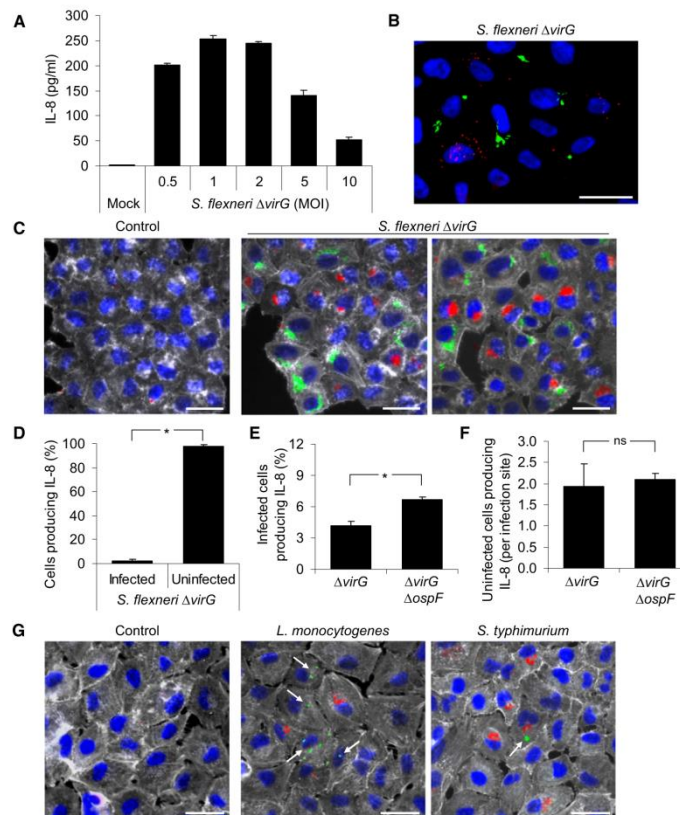 A
IL-8 (pg/ml)
300
250
200
150
100
50
0
Mock
0.5
1
2
5
10
S. flexneri ΔvirG (MOI)
B
S. flexneri ΔvirG
C
Control
S. flexneri ΔvirG
D
Cells producing IL-8 (%)
100
80
60
40
20
0
*
Infected
Uninfected
S. flexneri ΔvirG
E
Infected cells
producing IL-8 (%)
12
9
6
3
0
*
ΔvirG
ΔvirG
ΔospF
F
Uninfected cells producing
IL-8 (per infection site)
3.0
2.5
2.0
1.5
1.0
0.5
0.0
ns
ΔvirG
ΔvirG
ΔospF
G
Control
L. monocytogenes
S. typhimurium